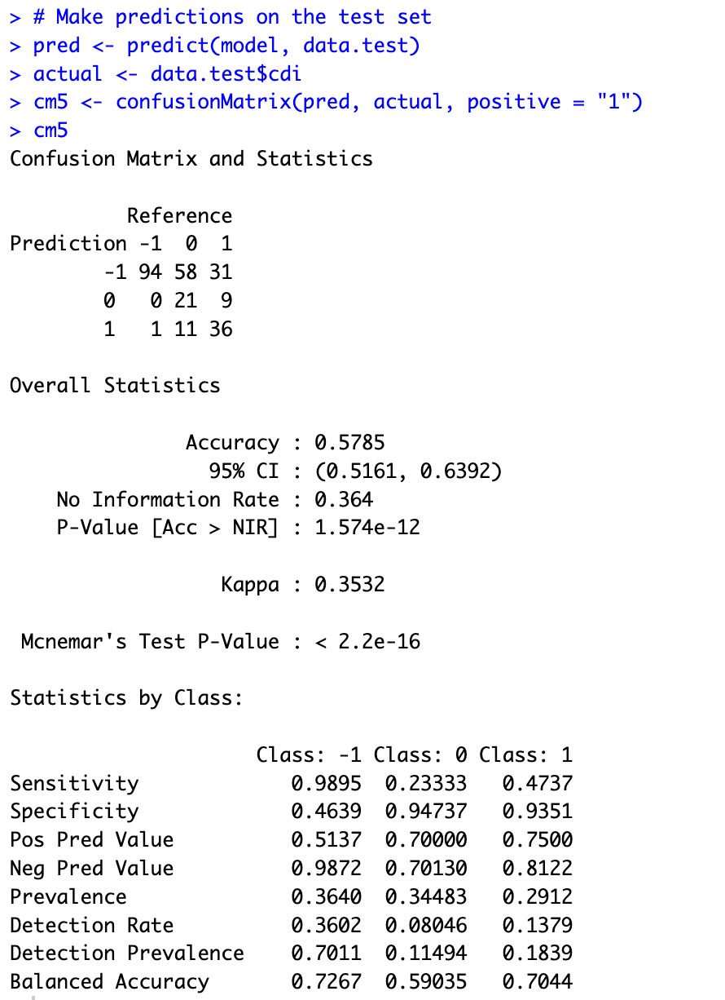 > # Make predictions on the test set
> pred <- predict(model, data.test)
> actual <- data.test$cdi
> cm5 <- confusionMatrix(pred, actual, positive = "1")
> cm5
Confusion Matrix and Statistics

          Reference
Prediction -1  0  1
        -1 94 58 31
        0   0 21  9
        1   1 11 36

Overall Statistics

               Accuracy : 0.5785
                 95% CI : (0.5161, 0.6392)
    No Information Rate : 0.364
    P-Value [Acc > NIR] : 1.574e-12

                  Kappa : 0.3532

 Mcnemar's Test P-Value : < 2.2e-16

Statistics by Class:

                     Class: -1 Class: 0 Class: 1
Sensitivity             0.9895  0.23333   0.4737
Specificity             0.4639  0.94737   0.9351
Pos Pred Value          0.5137  0.70000   0.7500
Neg Pred Value          0.9872  0.70130   0.8122
Prevalence              0.3640  0.34483   0.2912
Detection Rate          0.3602  0.08046   0.1379
Detection Prevalence    0.7011  0.11494   0.1839
Balanced Accuracy       0.7267  0.59035   0.7044